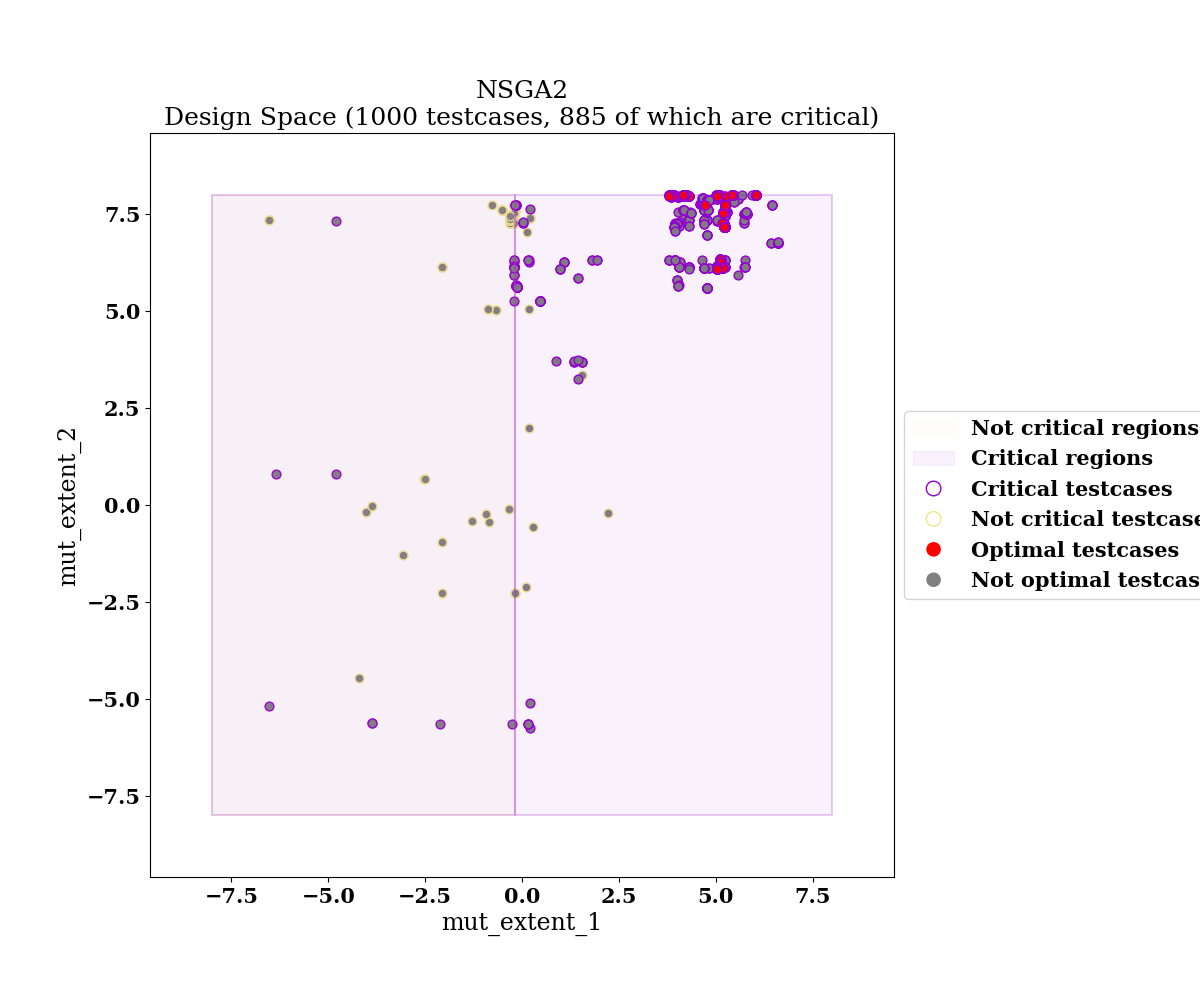 NSGA2
Design Space (1000 testcases, 885 of which are critical)
7.5
5.0
2.5
0.0
−2.5
−5.0
−7.5
mut_extent_2
−7.5 −5.0 −2.5 0.0 2.5 5.0 7.5
mut_extent_1
Not critical regions
Critical regions
Critical testcases
Not critical testcase
Optimal testcases
Not optimal testcas